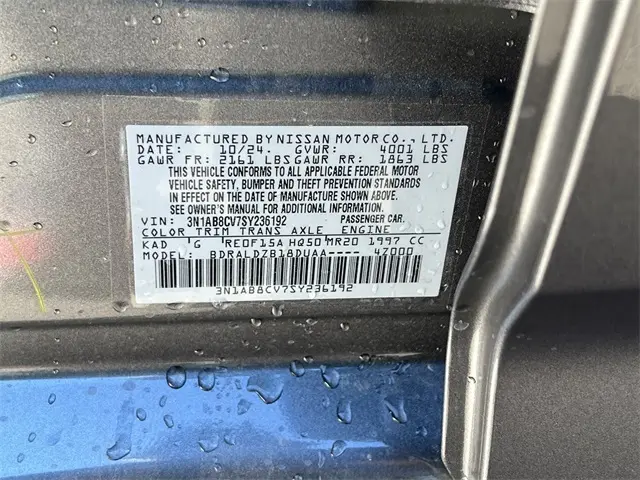 MANUFACTURED BY NISSAN MOTOR CO., LTD.
DATE: 10/24. GVWR: 4001 LBS
GAWR FR: 2161 LBS GAWR RR: 1863 LBS
THIS VEHICLE CONFORMS TO ALL APPLICABLE FEDERAL MOTOR
VEHICLE SAFETY, BUMPER AND THEFT PREVENTION STANDARDS
IN EFFECT ON THE DATE OF MANUFACTURE SHOWN ABOVE.
SEE OWNER'S MANUAL FOR ADDITIONAL INFORMATION
VIN: 3N1AB8CV7SY236192 PASSENGER CAR.
COLOR TRIM TRANS AXLE ENGINE
KAD G RE0F15A HQ50 MR20 1997 CC
MODEL: BDRALDZB18DUAA---- 4Z000
3N1AB8CV7SY236192